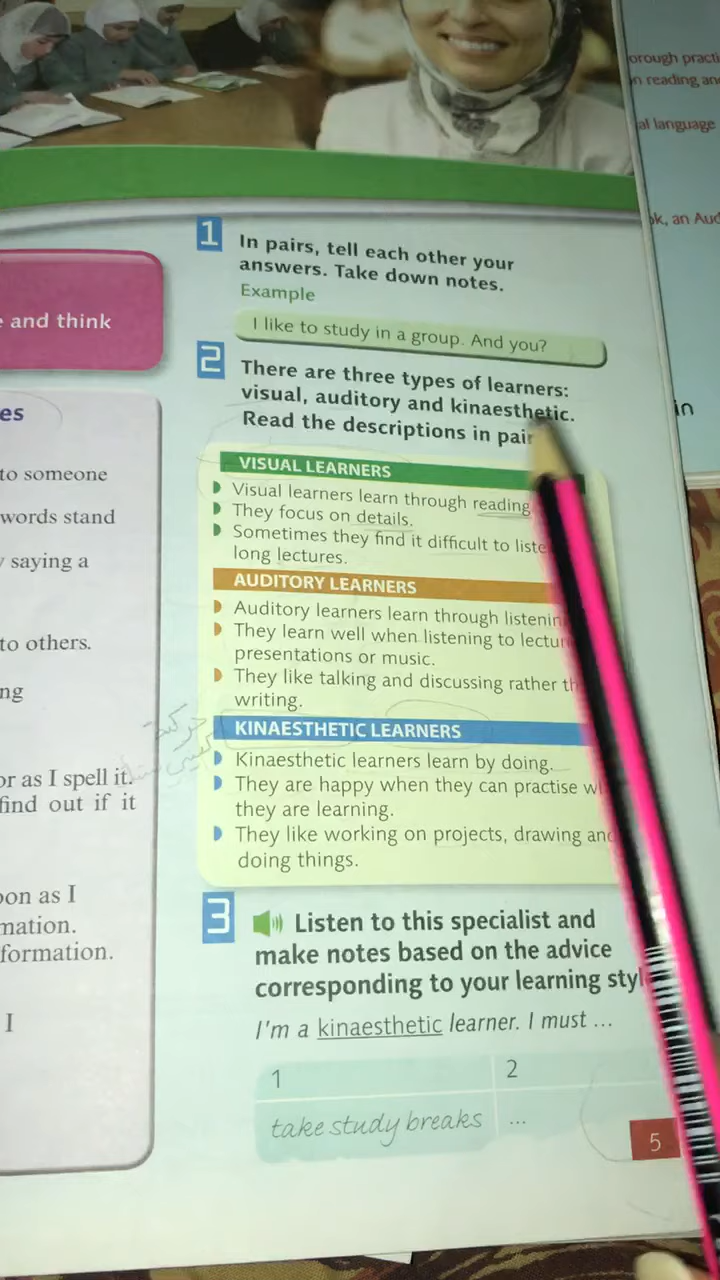 orough practi
n reading and
al language
ok, an Aud
in
and think
es
to someone
words stand
saying a
to others.
ng
or as I spell it.
find out if it
oon as I
mation.
formation.
I
1
In pairs, tell each other your
answers. Take down notes.
Example
I like to study in a group. And you?
2
There are three types of learners:
visual, auditory and kinaesthetic.
Read the descriptions in pair
VISUAL LEARNERS
Visual learners learn through reading
They focus on details.
Sometimes they find it difficult to liste
long lectures.
AUDITORY LEARNERS
Auditory learners learn through listenin
They learn well when listening to lectur
presentations or music.
They like talking and discussing rather th
writing.
حركية
KINAESTHETIC LEARNERS
Kinaesthetic learners learn by doing.
They are happy when they can practise w
they are learning.
They like working on projects, drawing and
doing things.
3
Listen to this specialist and
make notes based on the advice
corresponding to your learning styl
I'm a kinaesthetic learner. I must ...
1 2
take study breaks ...
5